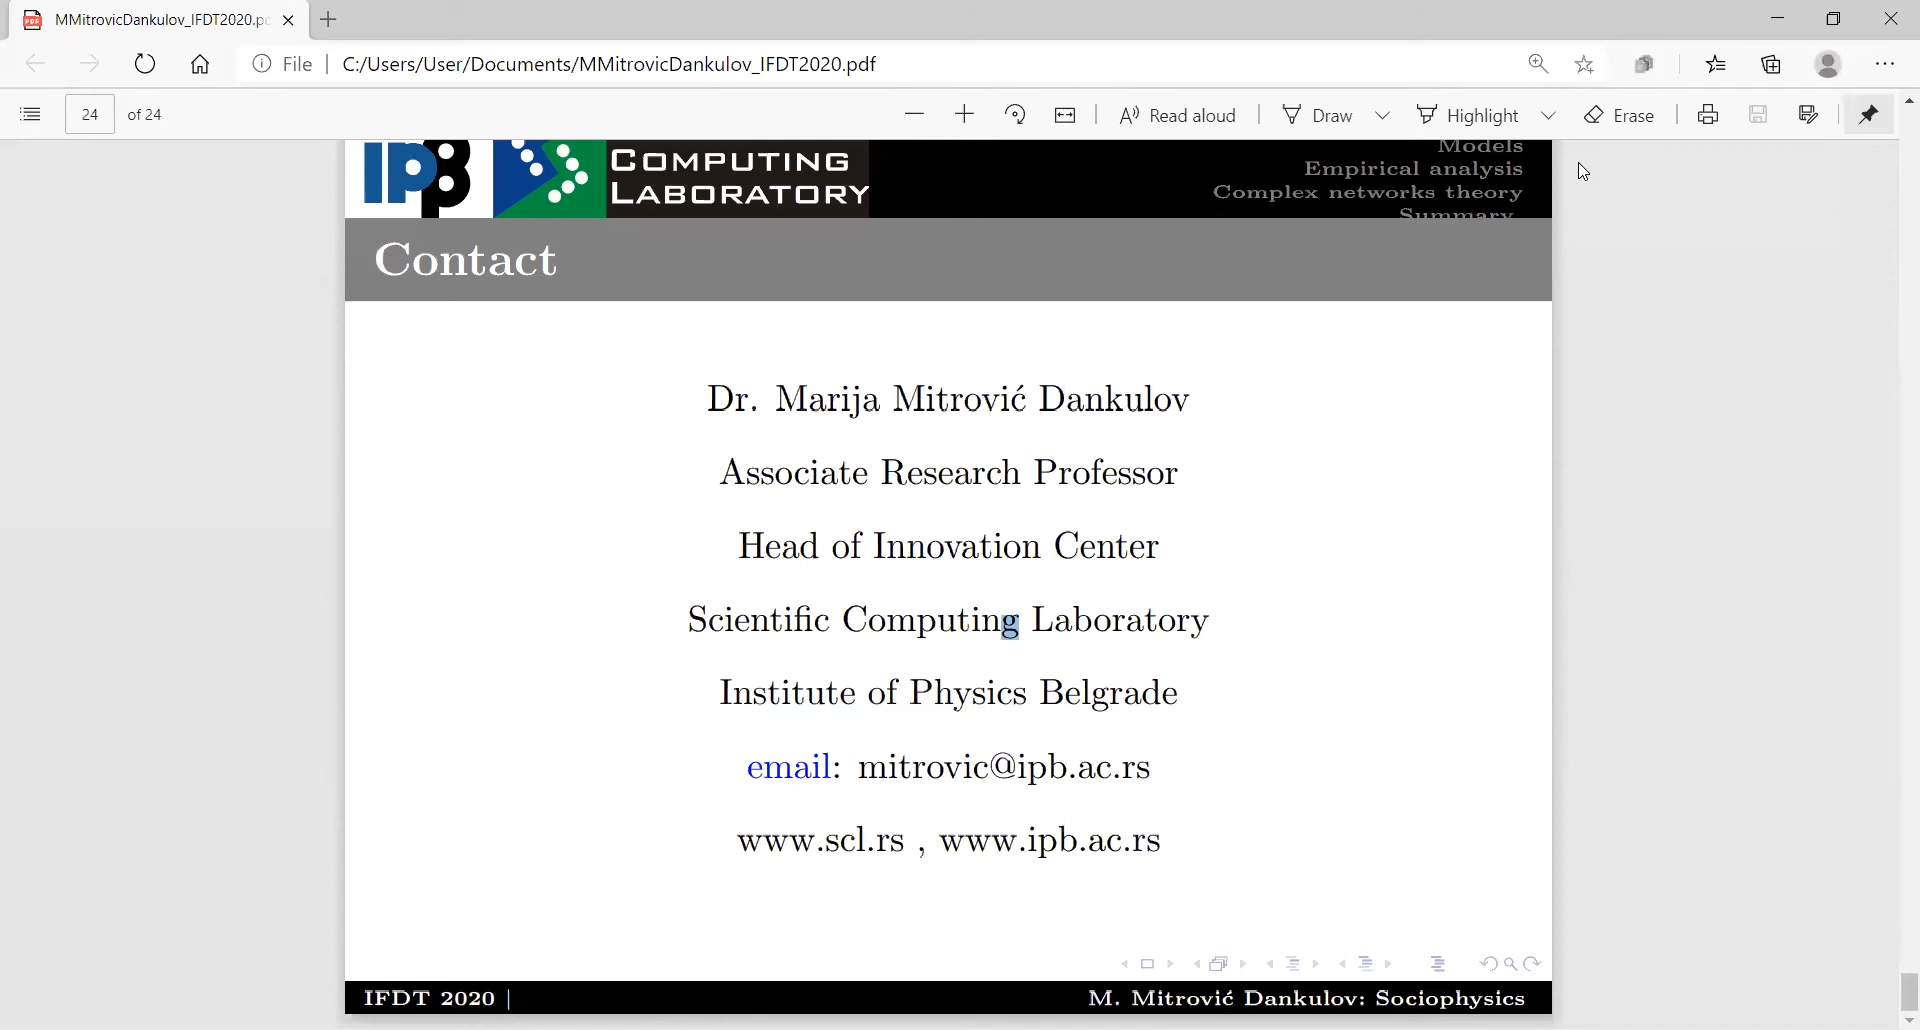 MMitrovicDankulov_IFDT2020.p
File
C:/Users/User/Documents/MMitrovicDankulov_IFDT2020.pdf
24 of 24
Read aloud
Draw
Highlight
Erase
IPB
COMPUTING
LABORATORY
Models
Empirical analysis
Complex networks theory
Summary
Contact
Dr. Marija Mitrović Dankulov
Associate Research Professor
Head of Innovation Center
Scientific Computing Laboratory
Institute of Physics Belgrade
email: mitrovic@ipb.ac.rs
www.scl.rs , www.ipb.ac.rs
IFDT 2020 |
M. Mitrović Dankulov: Sociophysics